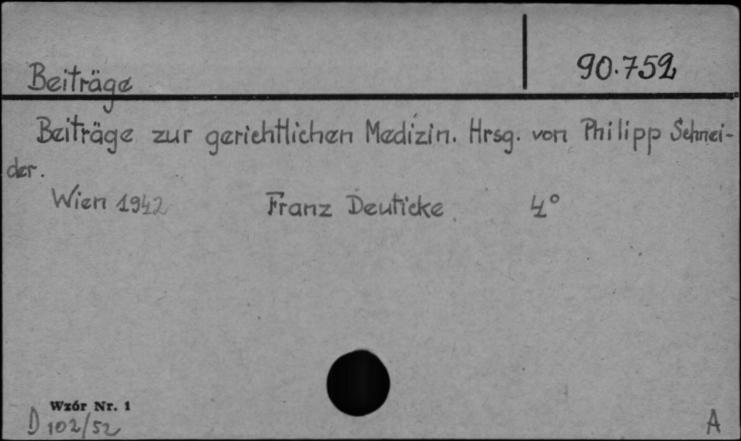 Beiträge
90.752
Beiträge zur gerichtlichen Medizin. Hrsg. von Philipp Schnei-
der.
Wien 1942 Franz Deuticke 4°
Wzór Nr. 1
D 102/52
A